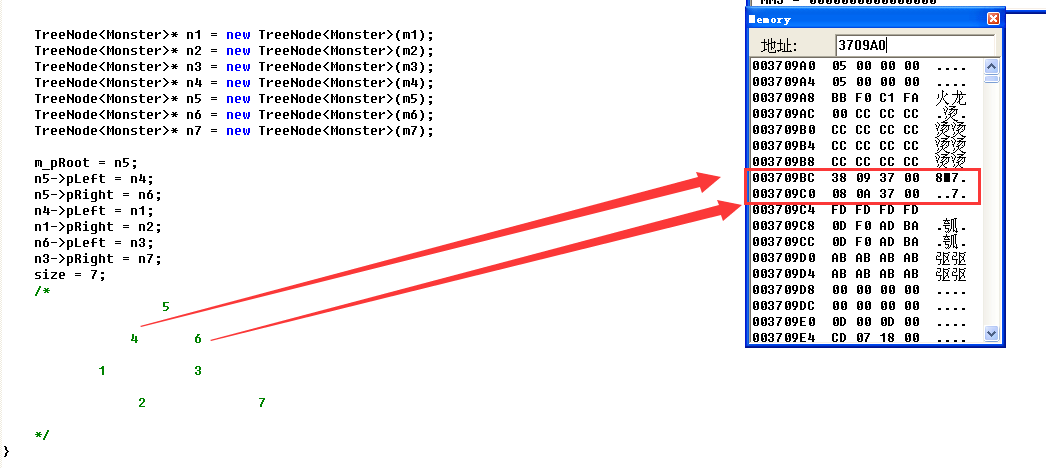 TreeNode<Monster>* n1 = new TreeNode<Monster>(m1);
TreeNode<Monster>* n2 = new TreeNode<Monster>(m2);
TreeNode<Monster>* n3 = new TreeNode<Monster>(m3);
TreeNode<Monster>* n4 = new TreeNode<Monster>(m4);
TreeNode<Monster>* n5 = new TreeNode<Monster>(m5);
TreeNode<Monster>* n6 = new TreeNode<Monster>(m6);
TreeNode<Monster>* n7 = new TreeNode<Monster>(m7);
m_pRoot = n5;
n5->pLeft = n4;
n5->pRight = n6;
n4->pLeft = n1;
n1->pRight = n2;
n6->pLeft = n3;
n3->pRight = n7;
size = 7;
/*
5
4 6
1 3
2 7
*/
}
MM3 = 0000000000000000
Memory
地址: 3709A0
003709A0 05 00 00 00 ....
003709A4 05 00 00 00 ....
003709A8 BB F0 C1 FA 火龙
003709AC 00 CC CC CC .烫.
003709B0 CC CC CC CC 烫烫
003709B4 CC CC CC CC 烫烫
003709B8 CC CC CC CC 烫烫
003709BC 38 09 37 00 8■7.
003709C0 08 0A 37 00 ..7.
003709C4 FD FD FD FD
003709C8 0D F0 AD BA .瓠.
003709CC 0D F0 AD BA .瓠.
003709D0 AB AB AB AB 驱驱
003709D4 AB AB AB AB 驱驱
003709D8 00 00 00 00 ....
003709DC 00 00 00 00 ....
003709E0 0D 00 0D 00 ....
003709E4 CD 07 18 00 ....